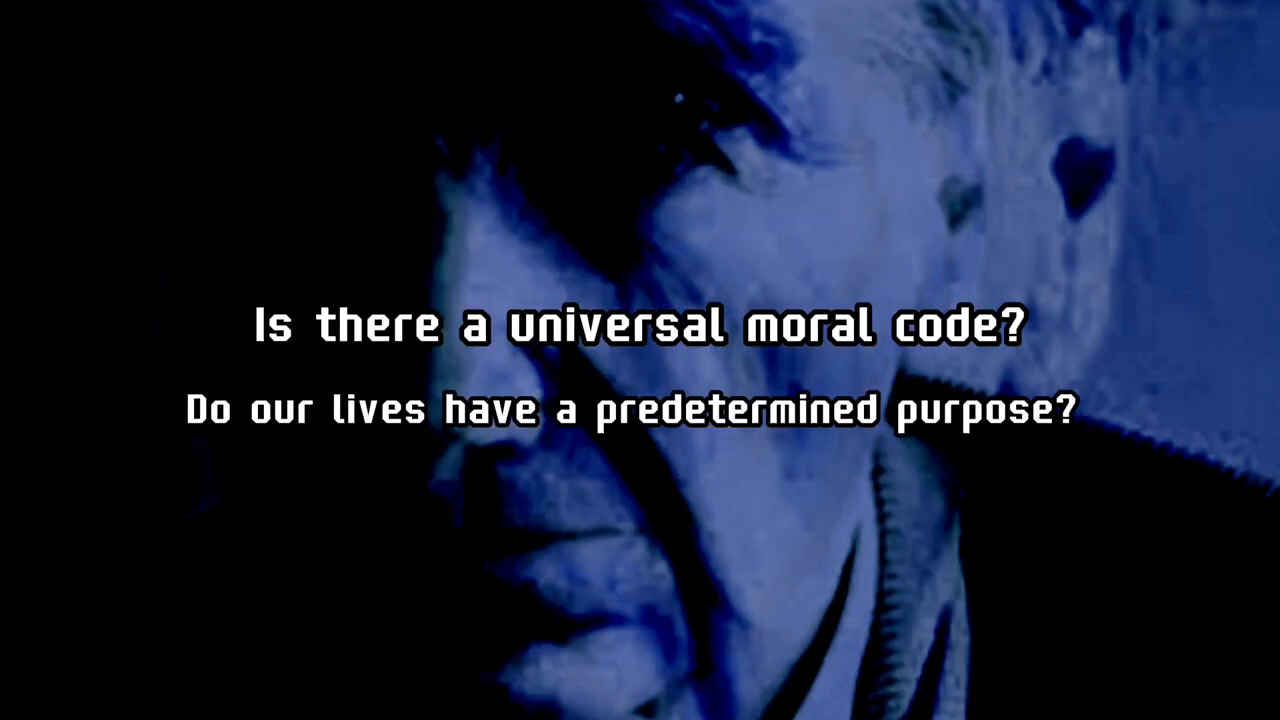 Is there a universal moral code?
Do our lives have a predetermined purpose?